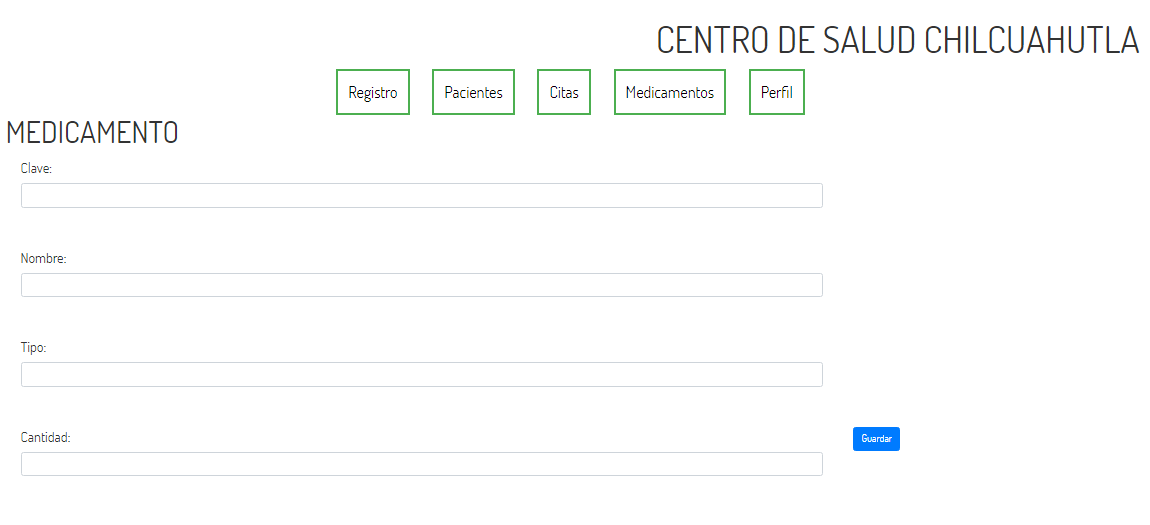 CENTRO DE SALUD CHILCUAHUTLA
Registro Pacientes Citas Medicamentos Perfil
MEDICAMENTO
Clave:
Nombre:
Tipo:
Cantidad:
Guardar